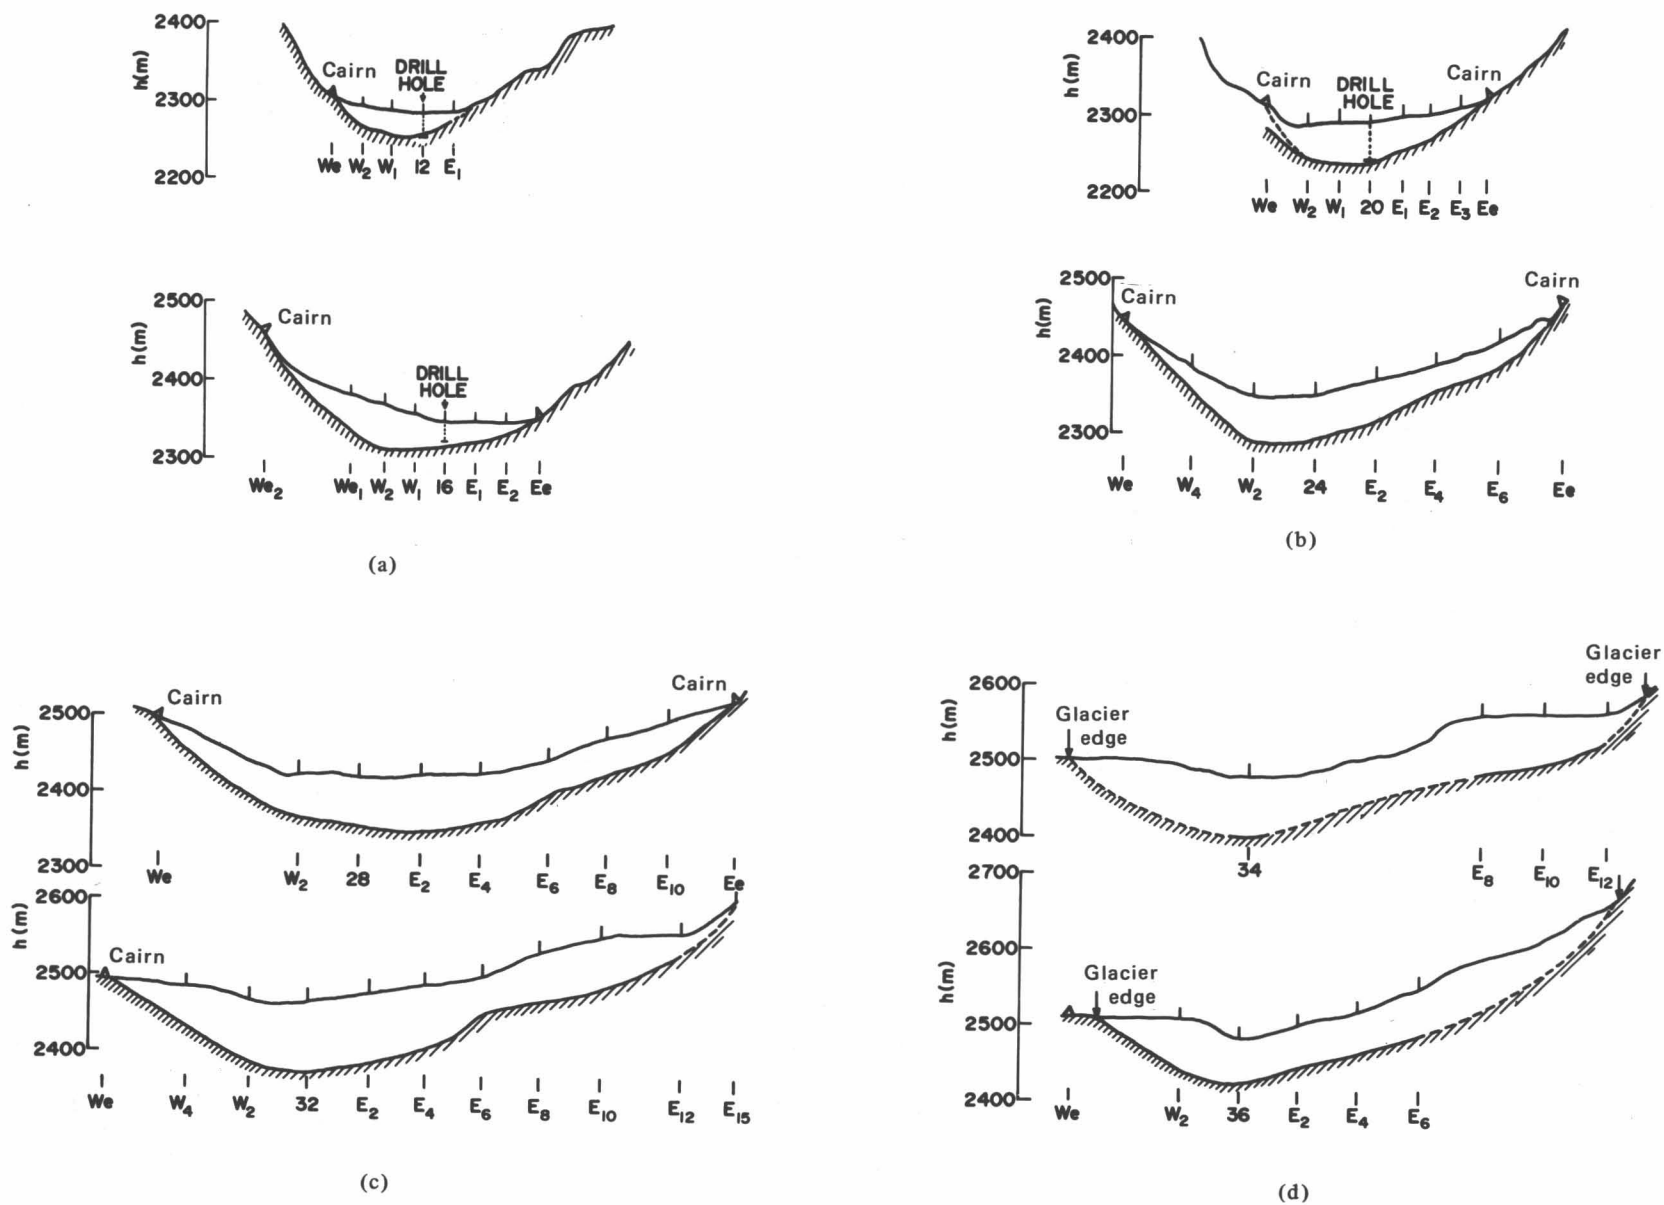 2400
2300
2200
h(m)
Cairn
DRILL
HOLE
We W₂ W₁ 12 E₁
2500
2400
2300
h(m)
Cairn
DRILL
HOLE
We₂ We₁ W₂ W₁ 16 E₁ E₂ Ee
(a)
2400
2300
2200
h(m)
Cairn
DRILL
HOLE
Cairn
We W₂ W₁ 20 E₁ E₂ E₃ Ee
2500
2400
2300
h(m)
Cairn
Cairn
We W₄ W₂ 24 E₂ E₄ E₆ Ee
(b)
2500
2400
2300
h(m)
Cairn
Cairn
We W₂ 28 E₂ E₄ E₆ E₈ E₁₀ Ee
2600
2500
2400
h(m)
Cairn
We W₄ W₂ 32 E₂ E₄ E₆ E₈ E₁₀ E₁₂ E₁₅
(c)
2600
2500
2400
h(m)
Glacier
edge
Glacier
edge
34 E₈ E₁₀ E₁₂
2700
2600
2500
2400
h(m)
Glacier
edge
We W₂ 36 E₂ E₄ E₆
(d)